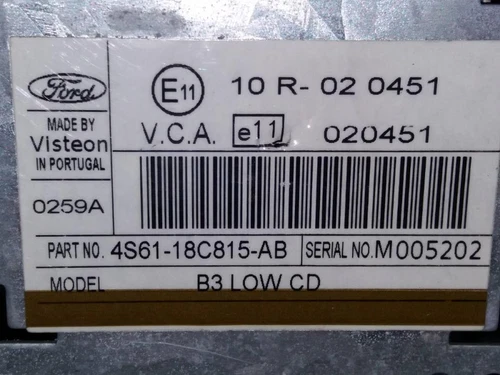 Ford
E11 10 R- 02 0451
MADE BY
Visteon
IN PORTUGAL
V.C.A. e11 020451
0259A
PART NO. 4S61-18C815-AB SERIAL NO. M005202
MODEL B3 LOW CD